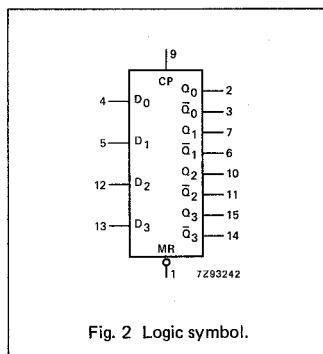 9
CP
4 D0 Q0 2
Q̅0 3
5 D1 Q1 7
Q̅1 6
12 D2 Q2 10
Q̅2 11
13 D3 Q3 15
Q̅3 14
MR
1 7Z93242
Fig. 2 Logic symbol.